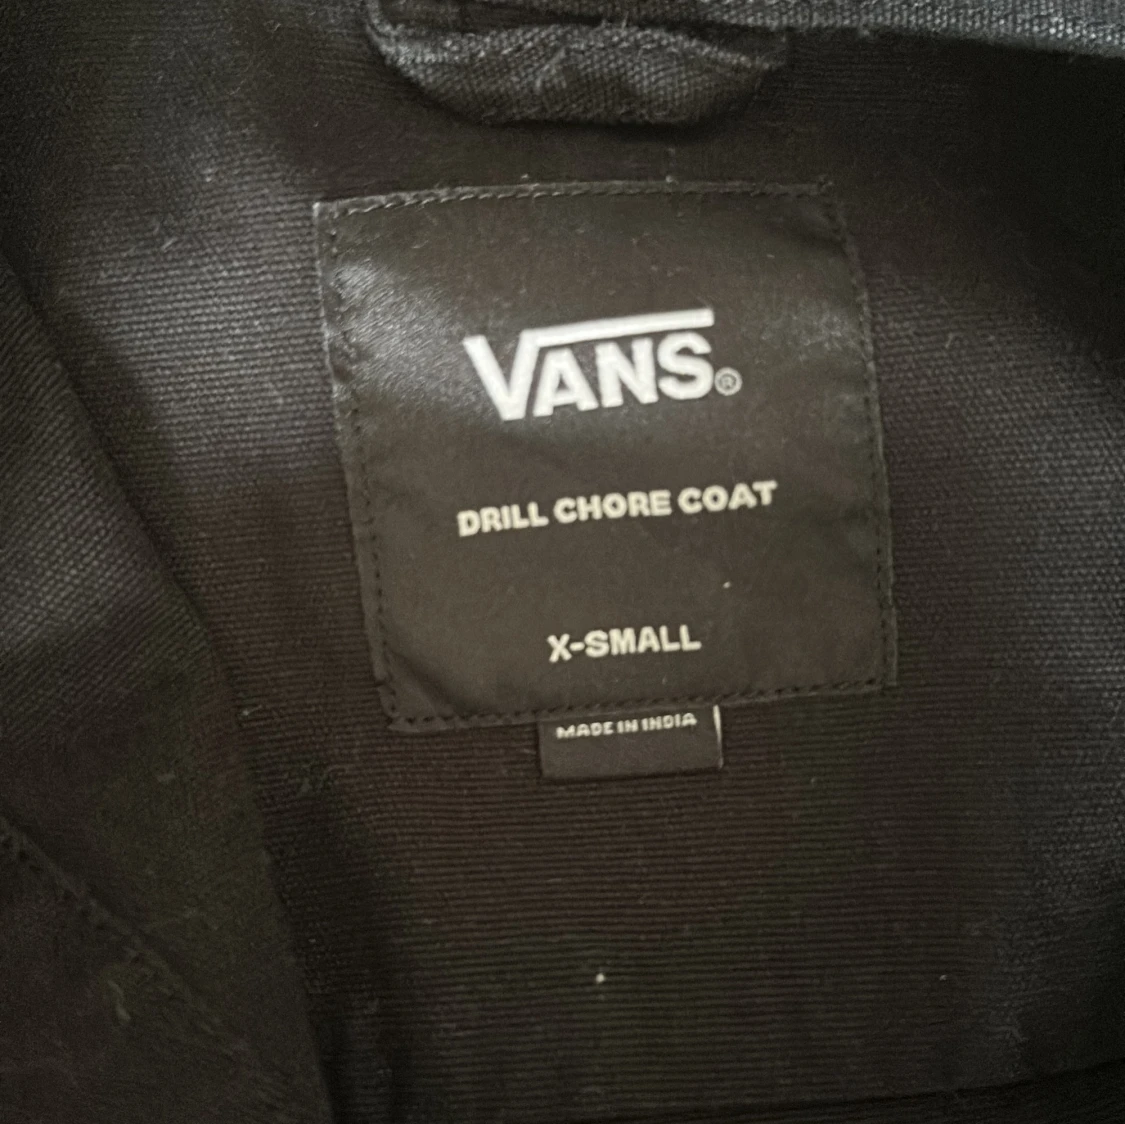 VANS®
DRILL CHORE COAT
X-SMALL
MADE IN INDIA